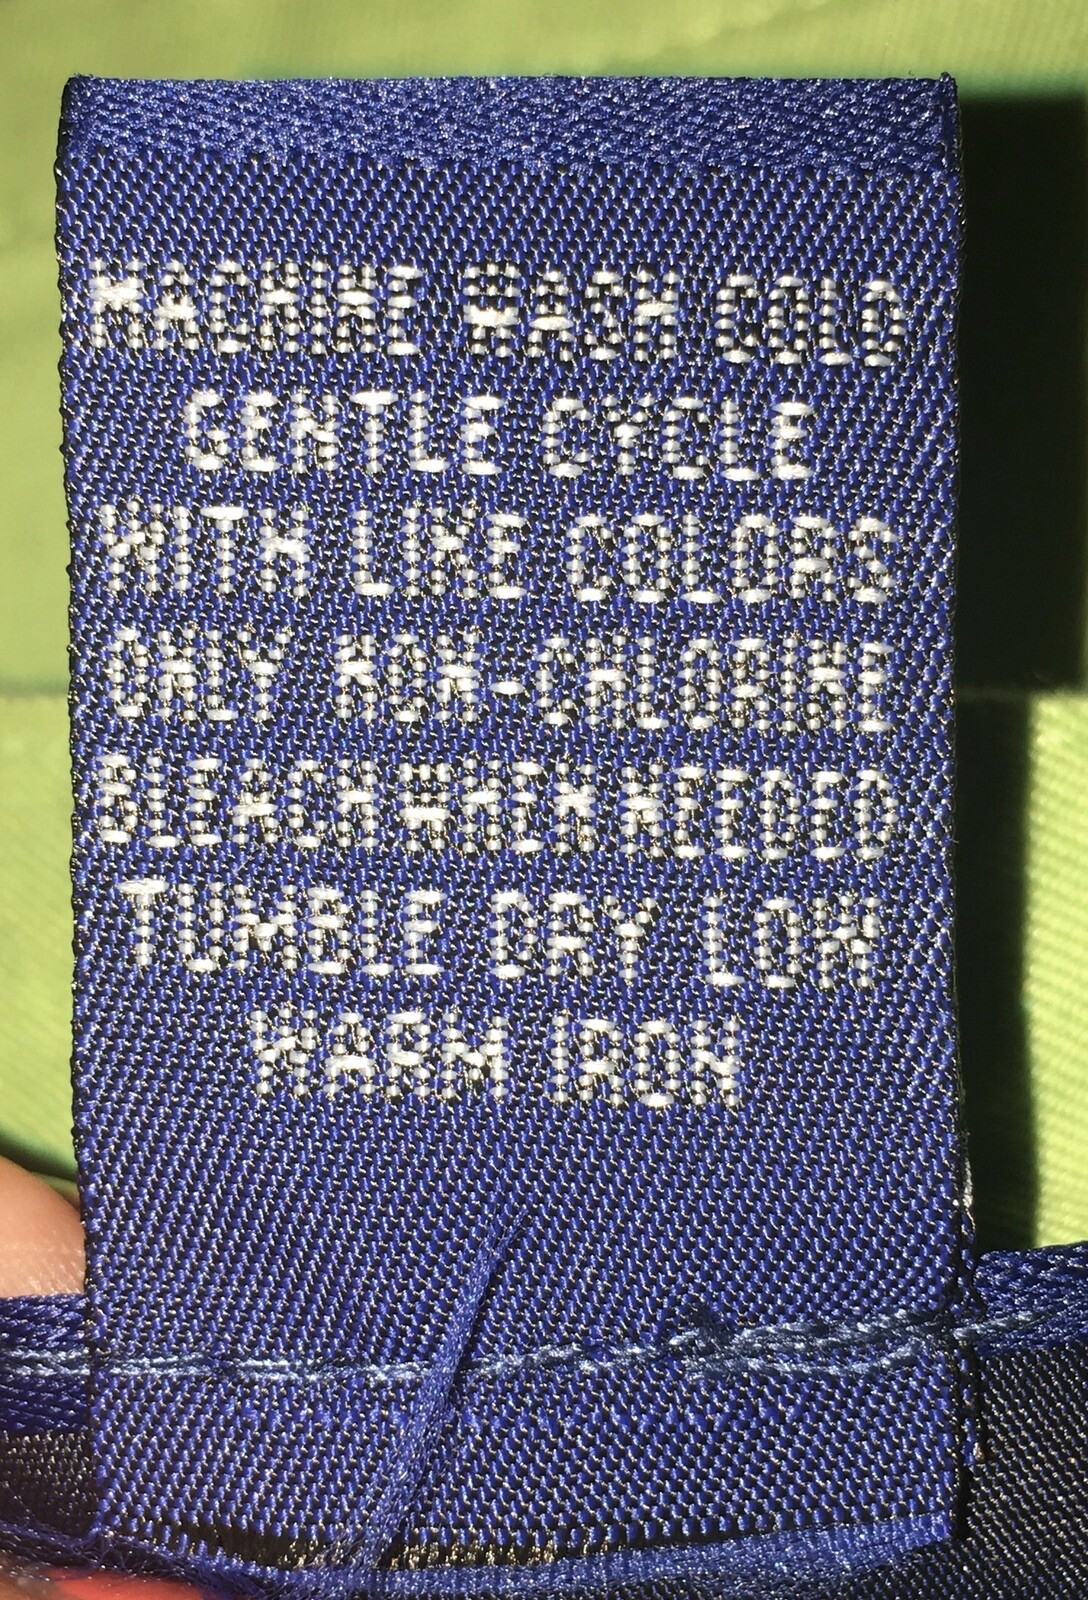 MACHINE WASH COLD
GENTLE CYCLE
WITH LIKE COLORS
ONLY NON-CHLORINE
BLEACH WHEN NEEDED
TUMBLE DRY LOW
WARM IRON